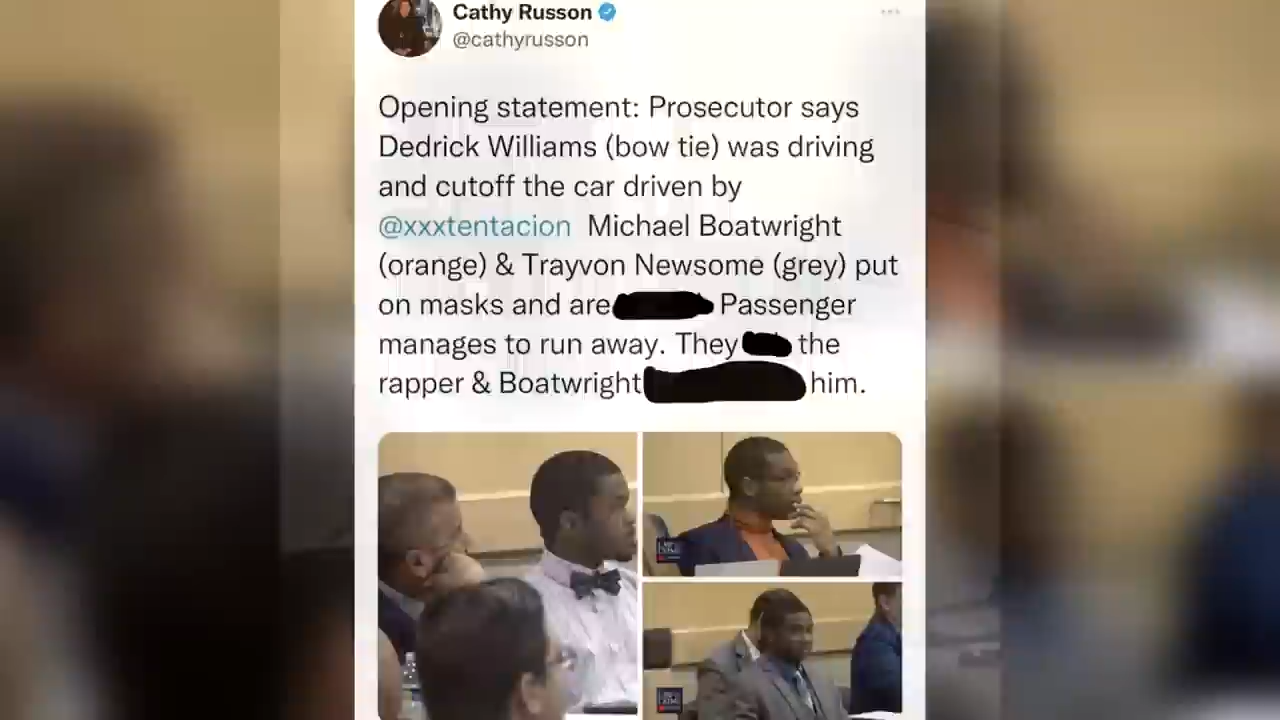 Cathy Russon
@cathyrusson
Opening statement: Prosecutor says
Dedrick Williams (bow tie) was driving
and cutoff the car driven by
@xxxtentacion Michael Boatwright
(orange) & Trayvon Newsome (grey) put
on masks and are Passenger
manages to run away. They the
rapper & Boatwright him.